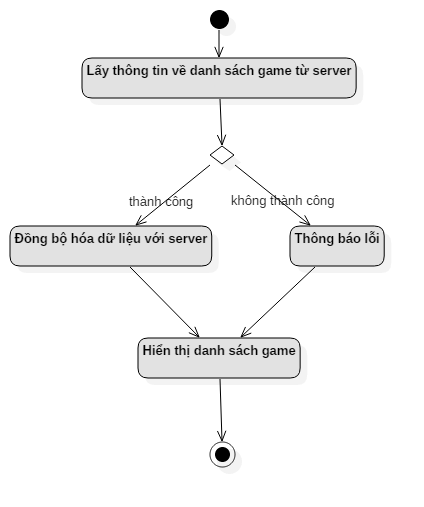 Lấy thông tin về danh sách game từ server
thành công
không thành công
Đồng bộ hóa dữ liệu với server
Thông báo lỗi
Hiển thị danh sách game